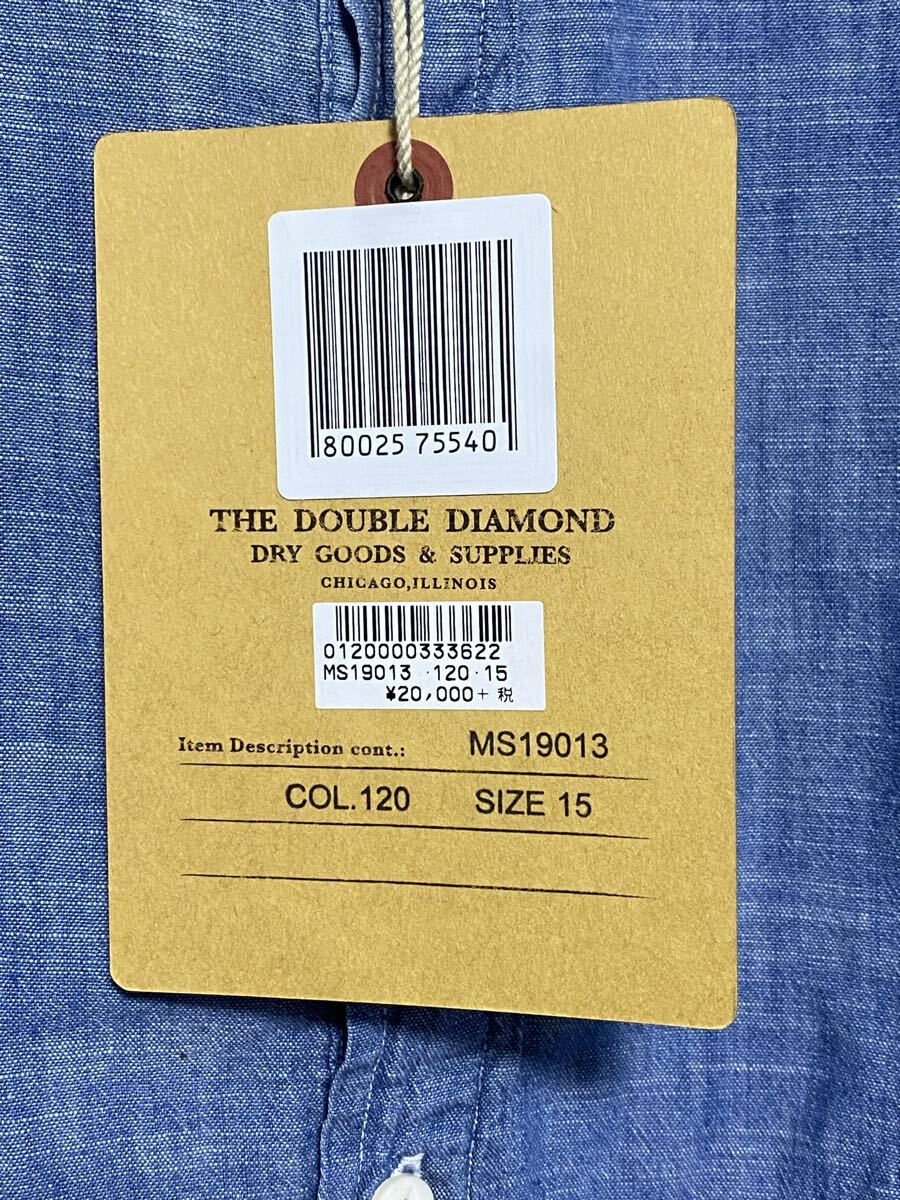 80025 75540
THE DOUBLE DIAMOND
DRY GOODS & SUPPLIES
CHICAGO,ILLINOIS
0120000333622
MS19013 ·120·15
¥20,000+ 税
Item Description cont.: MS19013
COL.120 SIZE 15